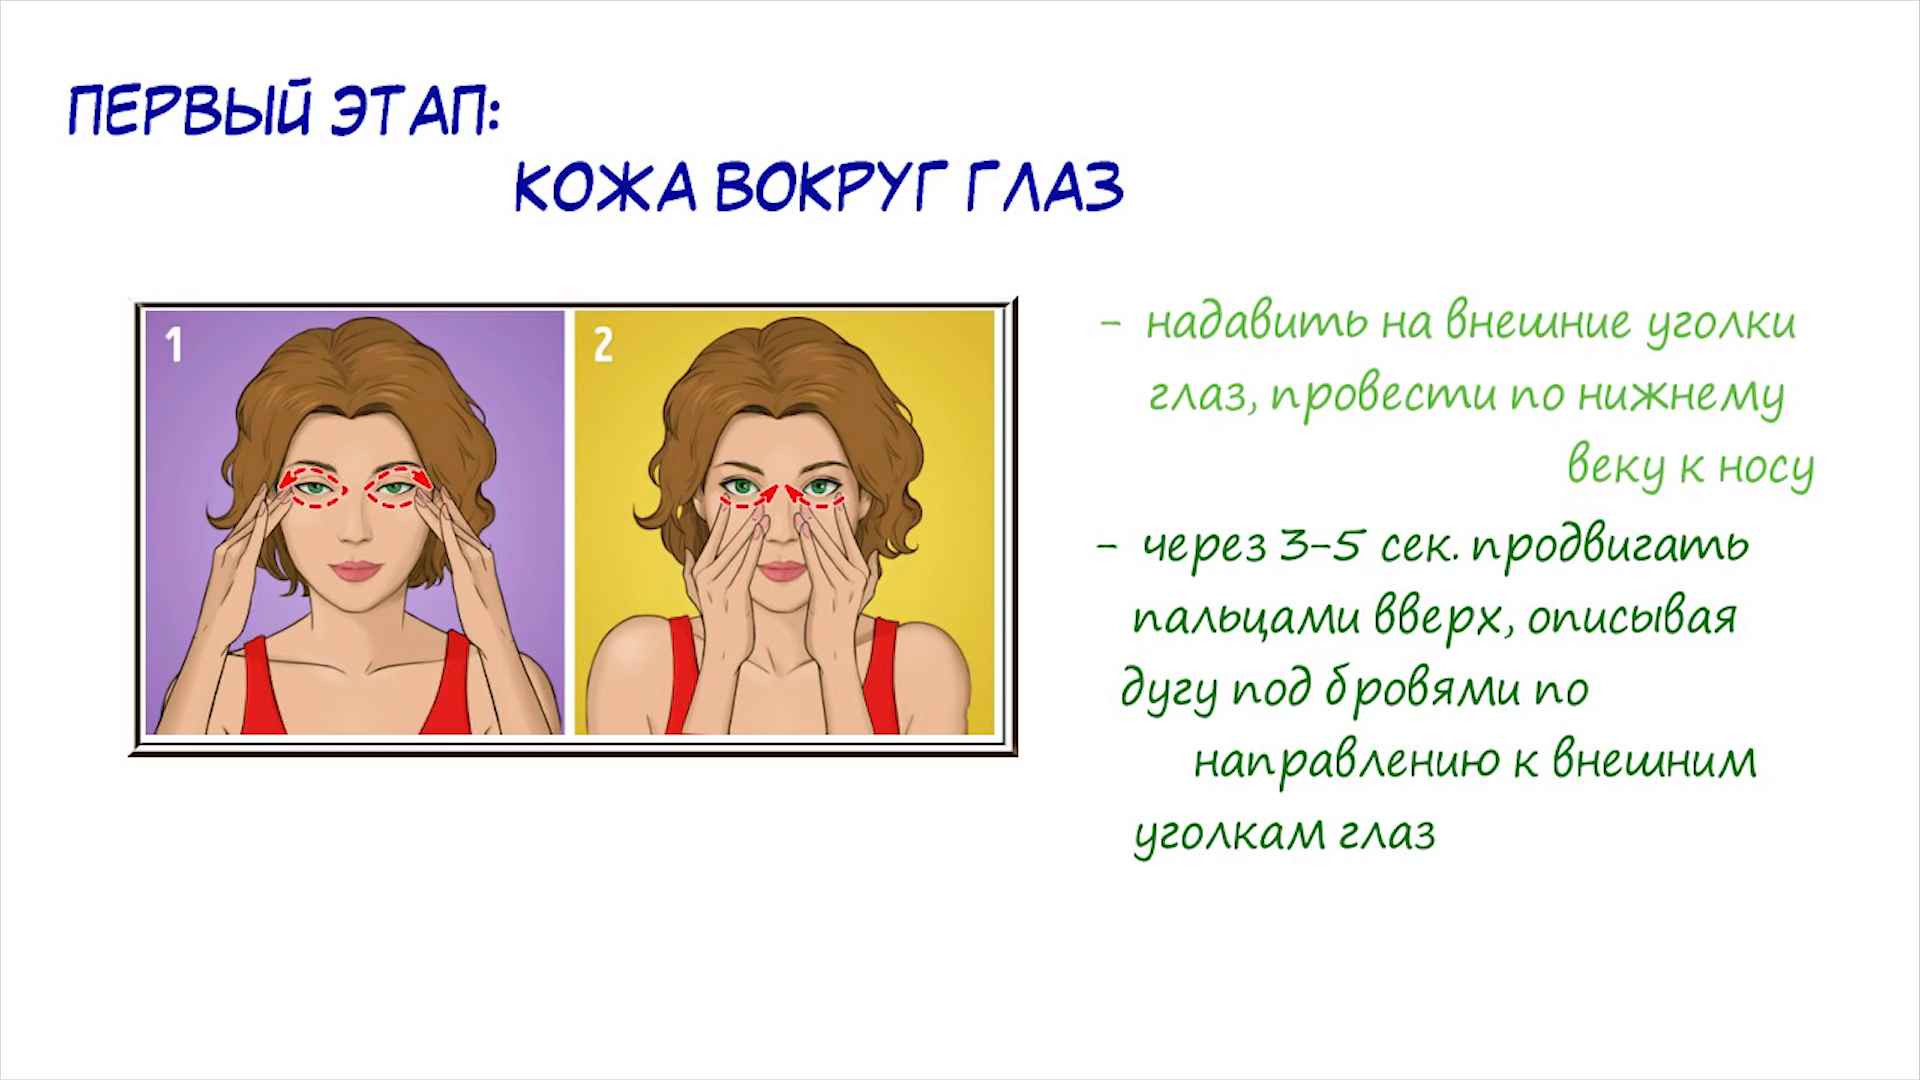 ПЕРВЫЙ ЭТАП:
КОЖА ВОКРУГ ГЛАЗ
1
2
- надавить на внешние уголки
глаз, провести по нижнему
веку к носу
- через 3-5 сек. продвигать
пальцами вверх, описывая
дугу под бровями по
направлению к внешним
уголкам глаз